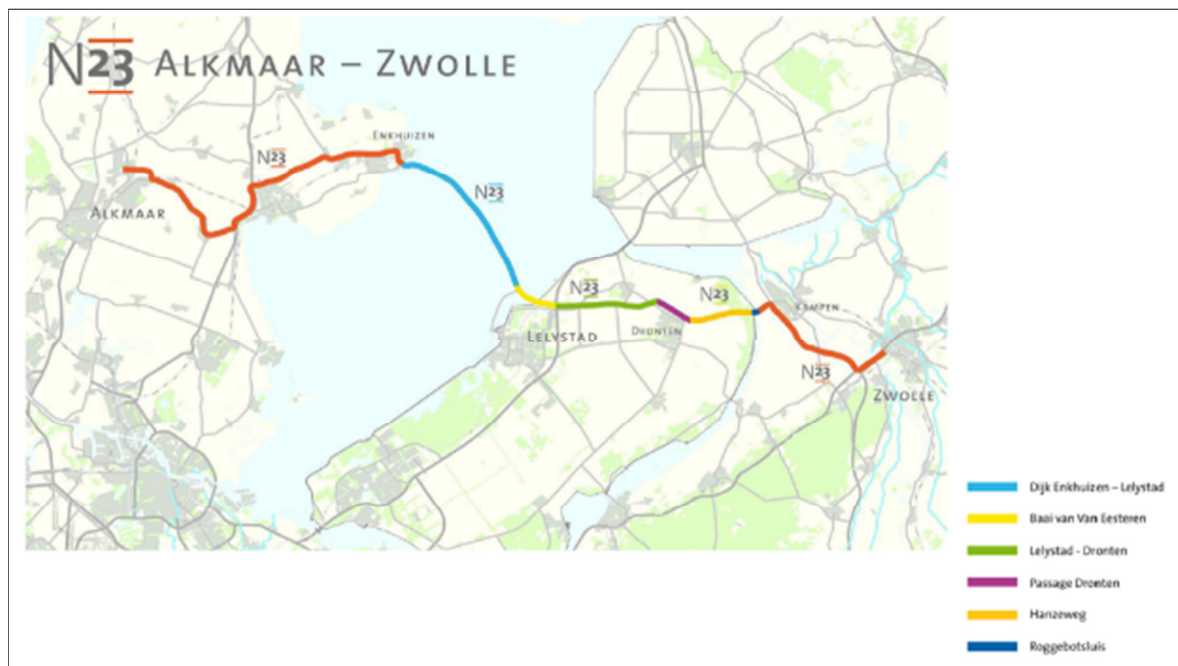 N23 ALKMAAR – ZWOLLE
ENKHUIZEN
N23
N23
ALKMAAR
N23
N23
KAMPEN
LELYSTAD
DRONTEN
N23
ZWOLLE
Dijk Enkhuizen – Lelystad
Baai van Van Eesteren
Lelystad - Dronten
Passage Dronten
Hanzeweg
Roggebotsluis